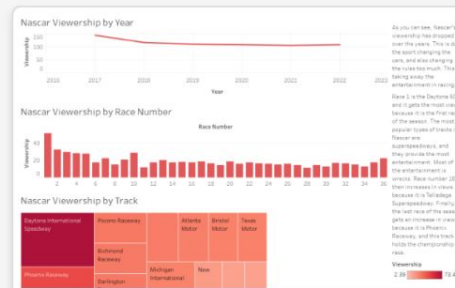 Nascar Viewership by Year
Viewership
150
100
50
0
2016
2017
2018
2019
2020
2021
2022
2023
Year
Nascar Viewership by Race Number
Race Number
Viewership
40
20
0
2 4 6 8 10 12 14 16 18 20 22 24 26 28 30 32 34 36
Nascar Viewership by Track
Daytona International
Speedway
Phoenix Raceway
Pocono Raceway
Richmond
Raceway
Darlington
Atlanta
Motor
Bristol
Motor
Texas
Motor
Michigan
International
New
As you can see, Nascar's
viewership has dropped
over the years. This is d
the sport changing the
cars, and also changing
the rules too much. This
taking away the
entertainment in racing
Race 1 is the Daytona 50
and it gets the most view
because it is the first rac
of the season. The most
popular types of tracks i
Nascar are
superspeedways, and
they provide the most
entertainment. Most of
the entertainment is
wrecks. Race number 10
then increases in views
because it is Talladega
Superspeedway. Finally,
the last race of the seas
gets an increase in view
because it is Phoenix
Raceway, and this track
holds the championship
race.
Viewership
2.39
73.4